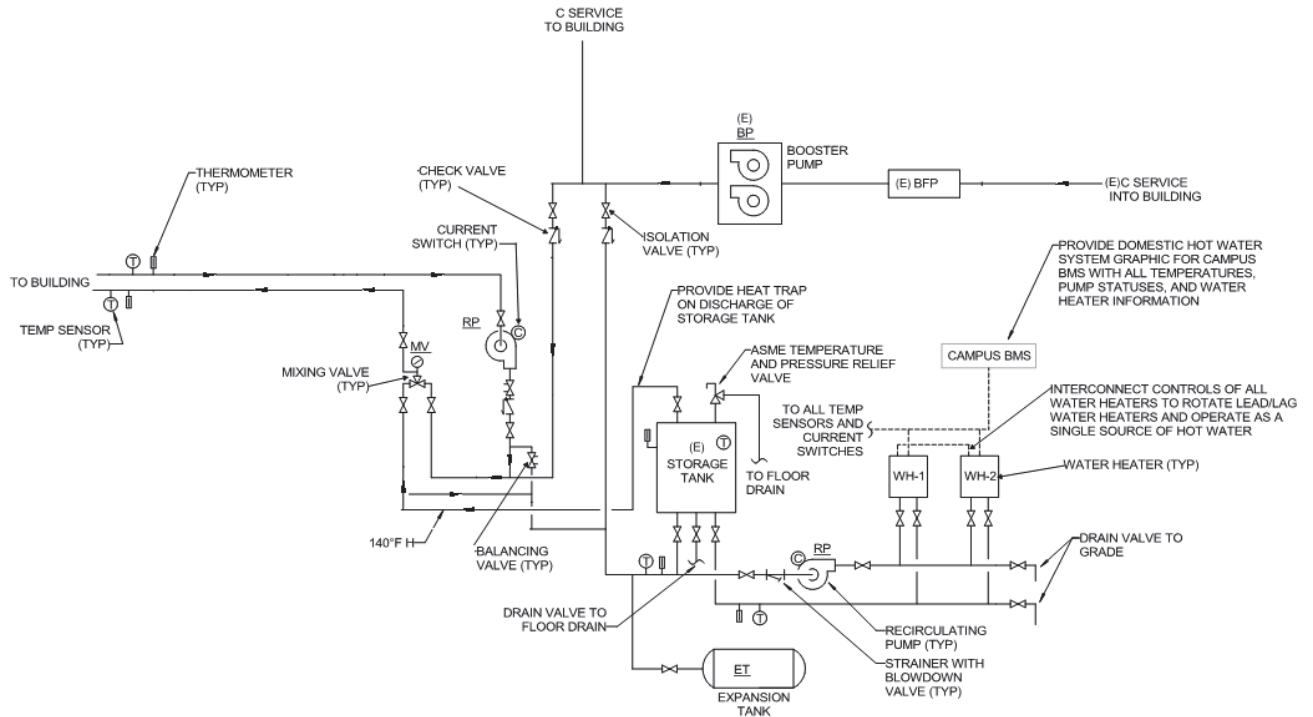 C SERVICE
TO BUILDING
(E)
BP
BOOSTER
PUMP
(E) BFP
(E)C SERVICE
INTO BUILDING
THERMOMETER
(TYP)
CHECK VALVE
(TYP)
CURRENT
SWITCH (TYP)
ISOLATION
VALVE (TYP)
PROVIDE DOMESTIC HOT WATER
SYSTEM GRAPHIC FOR CAMPUS
BMS WITH ALL TEMPERATURES,
PUMP STATUSES, AND WATER
HEATER INFORMATION
T
TO BUILDING
T
TEMP SENSOR
(TYP)
PROVIDE HEAT TRAP
ON DISCHARGE OF
STORAGE TANK
RP
C
MV
MIXING VALVE
(TYP)
ASME TEMPERATURE
AND PRESSURE RELIEF
VALVE
CAMPUS BMS
INTERCONNECT CONTROLS OF ALL
WATER HEATERS TO ROTATE LEAD/LAG
WATER HEATERS AND OPERATE AS A
SINGLE SOURCE OF HOT WATER
TO ALL TEMP
SENSORS AND
CURRENT
SWITCHES
(E)
STORAGE
TANK
T
TO FLOOR
DRAIN
WH-1
WH-2
WATER HEATER (TYP)
140°F H
BALANCING
VALVE (TYP)
T
C
RP
DRAIN VALVE TO
GRADE
DRAIN VALVE TO
FLOOR DRAIN
T
RECIRCULATING
PUMP (TYP)
STRAINER WITH
BLOWDOWN
VALVE (TYP)
ET
EXPANSION
TANK